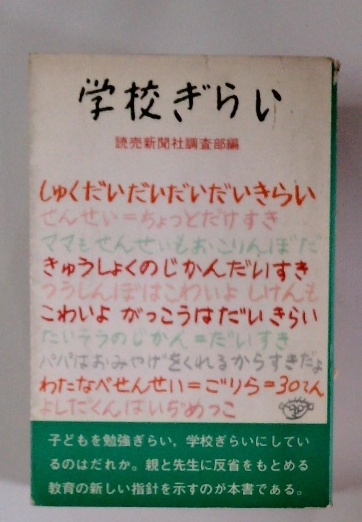 学校ぎらい
読売新聞社調査部編
しゅくだいだいだいだいきらい
せんせい＝ちょっとだけすき
ママもせんせいもおこりんぼだ
きゅうしょくのじかんだいすき
つうしんぼはこわいよ しけんも
こわいよ がっこうはだいきらい
たいそうのじかん＝だいすき
パパはおみやげをくれるからすきだよ
わたなべせんせい＝ごりら＝30てん
よしだくんはいぢめっこ
子どもを勉強ぎらい、学校ぎらいにしてい
るのはだれか。親と先生に反省をもとめる
教育の新しい指針を示すのが本書である。